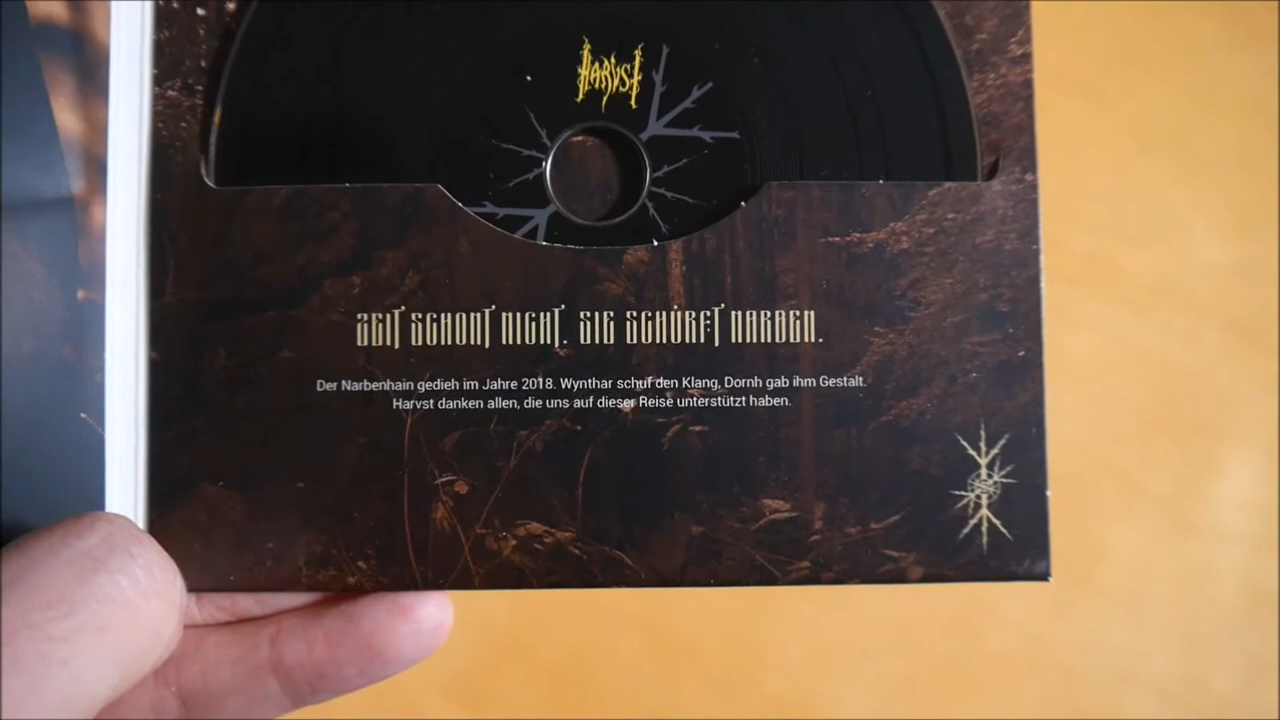 HARVST
ZEIT SCHONT NICHT. SIE SCHÜRFT NARBEN.
Der Narbenhain gedieh im Jahre 2018. Wynthar schuf den Klang, Dornh gab ihm Gestalt.
Harvst danken allen, die uns auf dieser Reise unterstützt haben.